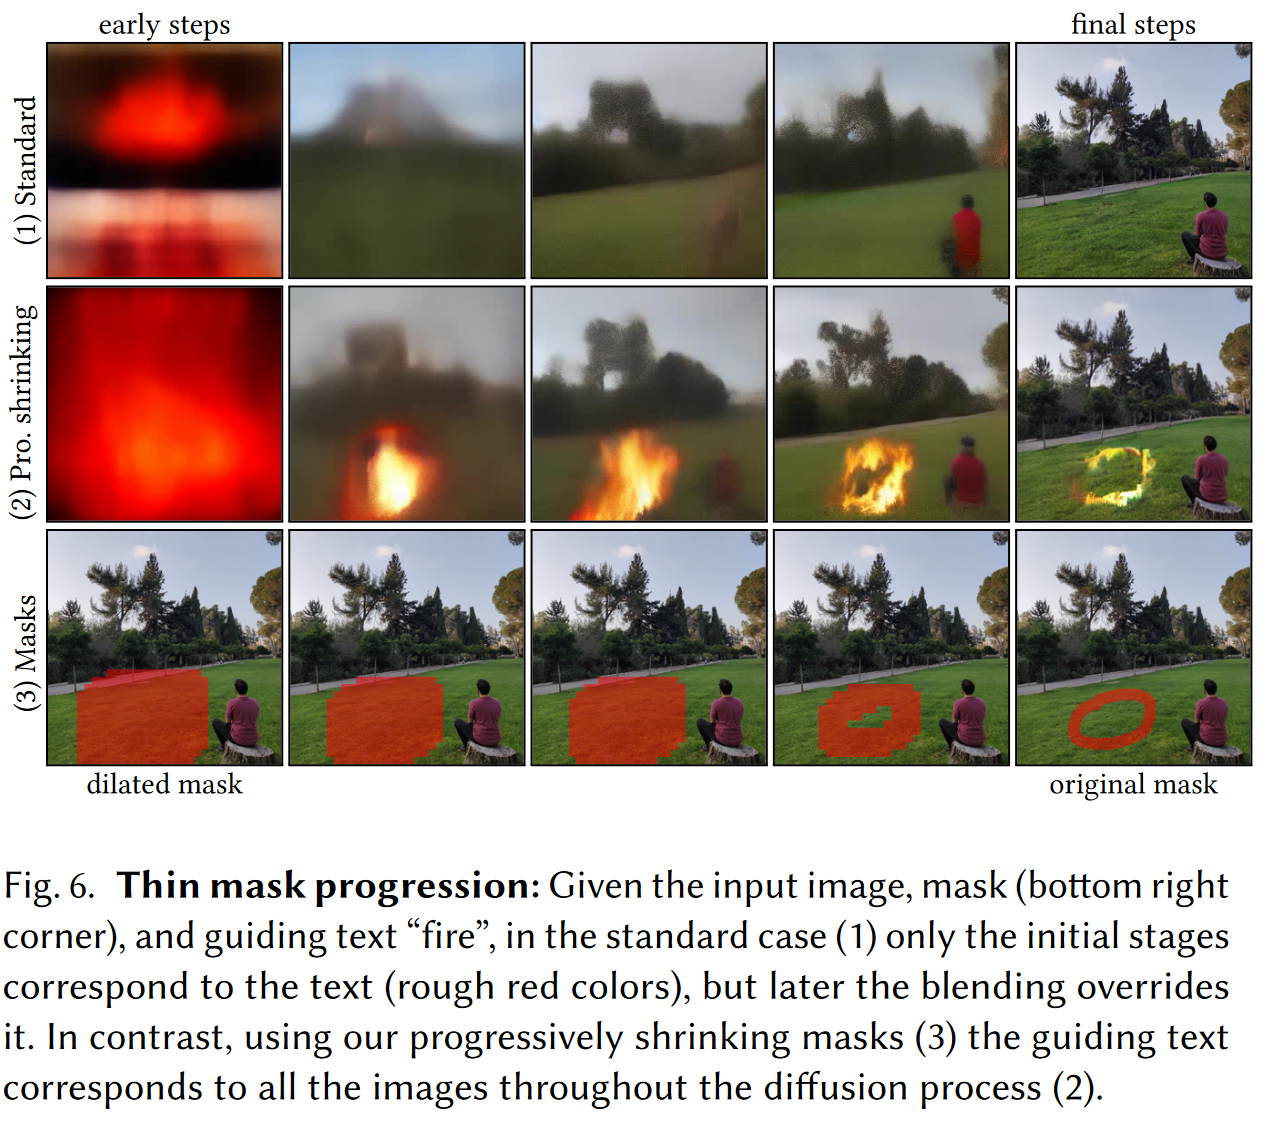 early steps
final steps
(1) Standard
(2) Pro. shrinking
(3) Masks
dilated mask
original mask
Fig. 6. Thin mask progression: Given the input image, mask (bottom right
corner), and guiding text “fire”, in the standard case (1) only the initial stages
correspond to the text (rough red colors), but later the blending overrides
it. In contrast, using our progressively shrinking masks (3) the guiding text
corresponds to all the images throughout the diffusion process (2).